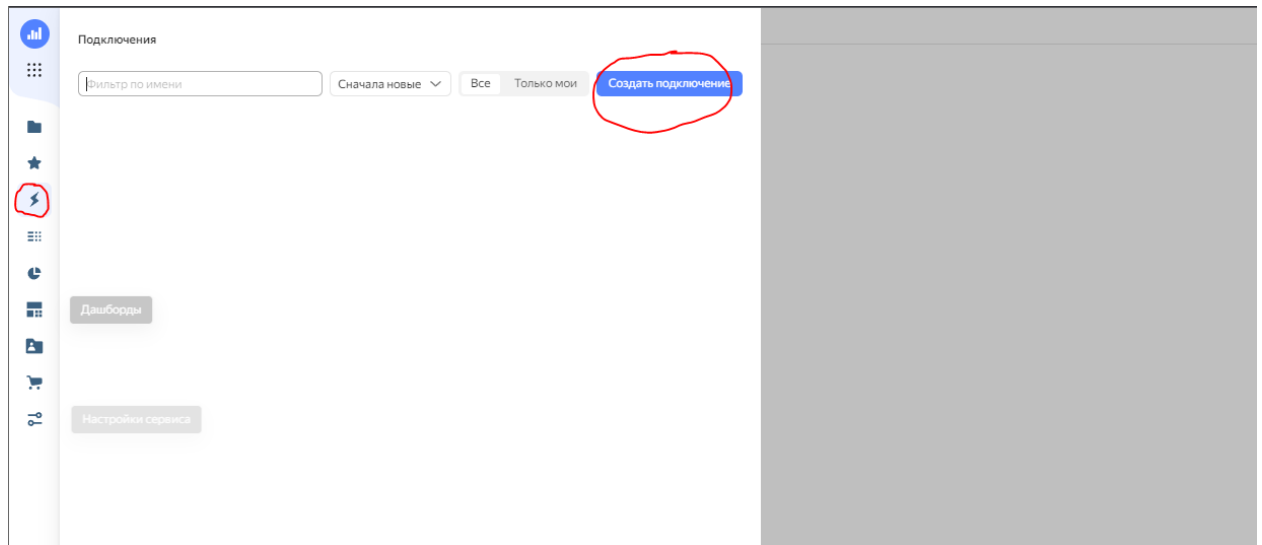 Подключения
Фильтр по имени
Сначала новые
Все
Только мои
Создать подключение
Дашборды
Настройки сервиса